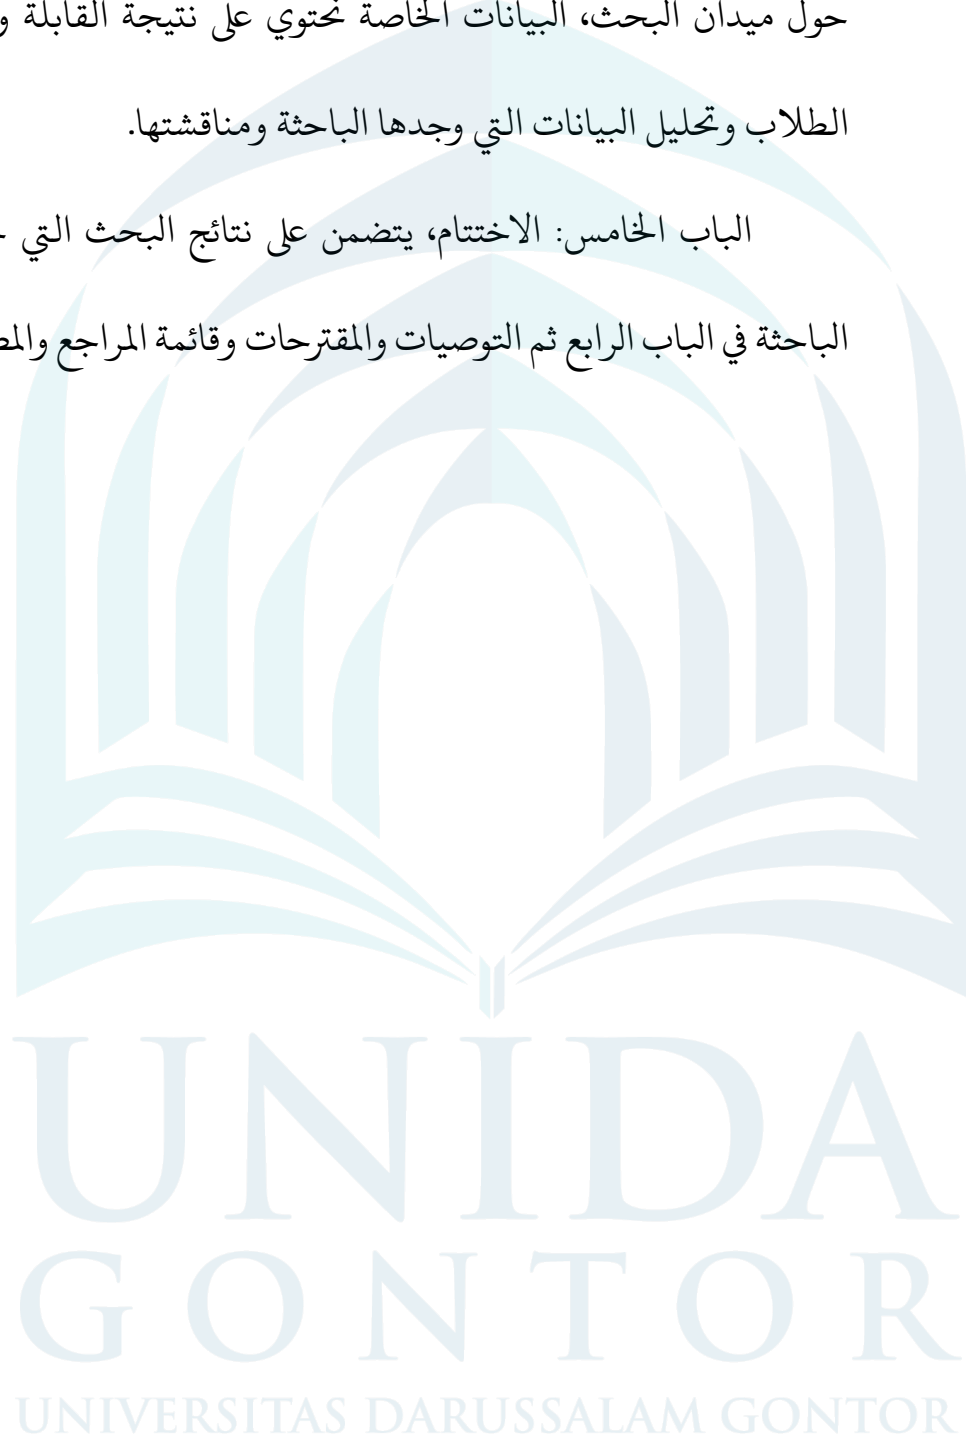 حول ميدان البحث، البيانات الخاصة تحتوي على نتيجة القابلة
الطلاب وتحليل البيانات التي وجدها الباحثة ومناقشتها.
الباب الخامس: الاختتام، يتضمن على نتائج البحث التي
الباحثة في الباب الرابع ثم التوصيات والمقترحات وقائمة المراجع
UNIDA
GONTOR
UNIVERSITAS DARUSSALAM GONTOR